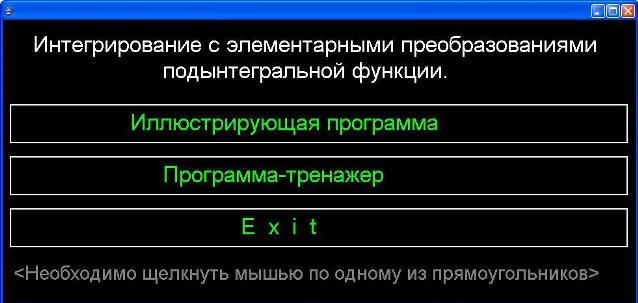 Интегрирование с элементарными преобразованиями
подынтегральной функции.
Иллюстрирующая программа
Программа-тренажер
E x i t
<Необходимо щелкнуть мышью по одному из прямоугольников>